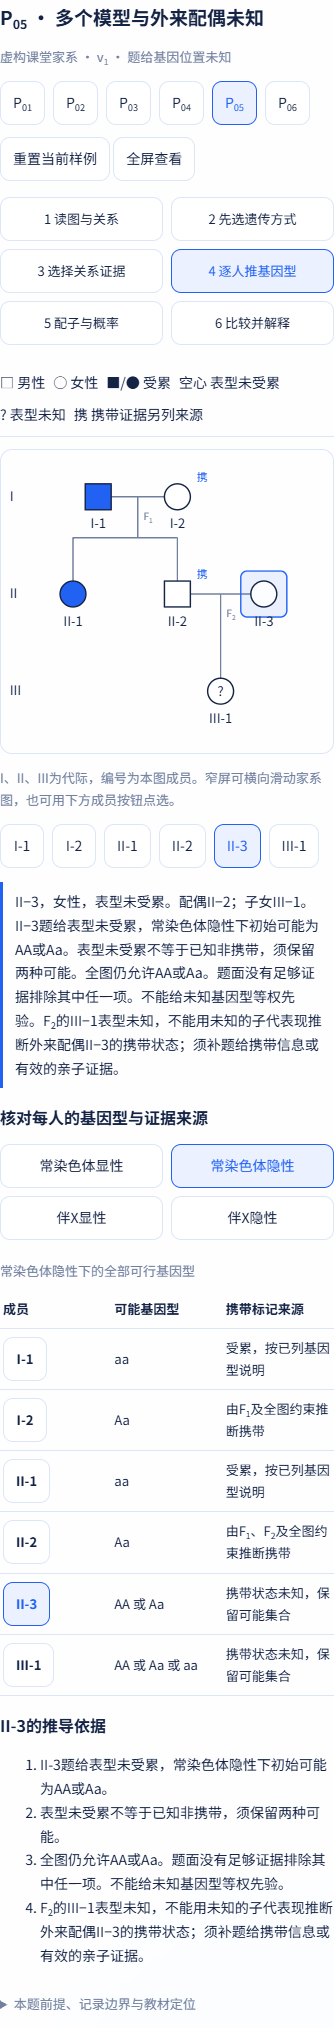 P₀₅ · 多个模型与外来配偶未知
虚构课堂家系 · v₁ · 题给基因位置未知
P₀₁ P₀₂ P₀₃ P₀₄ P₀₅ P₀₆
重置当前样例 全屏查看
1 读图与关系 2 先选遗传方式
3 选择关系证据 4 逐人推基因型
5 配子与概率 6 比较并解释
□ 男性 ○ 女性 ■/● 受累 空心 表型未受累
? 表型未知 携 携带证据另列来源
携
I
F₁
I-1 I-2
携
II
F₂
II-1 II-2 II-3
III
?
III-1
I、II、III为代际，编号为本图成员。窄屏可横向滑动家系
图，也可用下方成员按钮点选。
I-1 I-2 II-1 II-2 II-3 III-1
II−3，女性，表型未受累。配偶II−2；子女III−1。
II−3题给表型未受累，常染色体隐性下初始可能为
AA或Aa。表型未受累不等于已知非携带，须保留
两种可能。全图仍允许AA或Aa。题面没有足够证
据排除其中任一项。不能给未知基因型等权先
验。F₂的III−1表型未知，不能用未知的子代表现推
断外来配偶II−3的携带状态；须补题给携带信息或
有效的亲子证据。
核对每人的基因型与证据来源
常染色体显性 常染色体隐性
伴X显性 伴X隐性
常染色体隐性下的全部可行基因型
成员 可能基因型 携带标记来源
I-1 aa 受累，按已列基因
型说明
I-2 Aa 由F₁及全图约束推
断携带
II-1 aa 受累，按已列基因
型说明
II-2 Aa 由F₁、F₂及全图约
束推断携带
II-3 AA 或 Aa 携带状态未知，保
留可能集合
III-1 AA 或 Aa 或 aa 携带状态未知，保
留可能集合
II-3的推导依据
1. II-3题给表型未受累，常染色体隐性下初始可能
为AA或Aa。
2. 表型未受累不等于已知非携带，须保留两种可
能。
3. 全图仍允许AA或Aa。题面没有足够证据排除其
中任一项。不能给未知基因型等权先验。
4. F₂的III−1表型未知，不能用未知的子代表现推断
外来配偶II−3的携带状态；须补题给携带信息或
有效的亲子证据。
▶ 本题前提、记录边界与教材定位